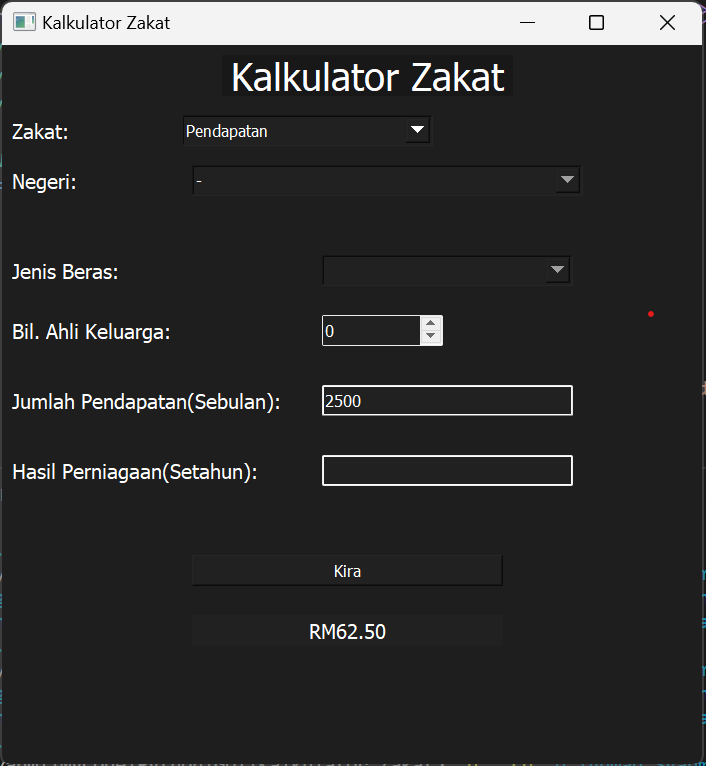 Kalkulator Zakat
Kalkulator Zakat
Zakat: Pendapatan
Negeri: -
Jenis Beras:
Bil. Ahli Keluarga: 0
Jumlah Pendapatan(Sebulan): 2500
Hasil Perniagaan(Setahun):
Kira
RM62.50